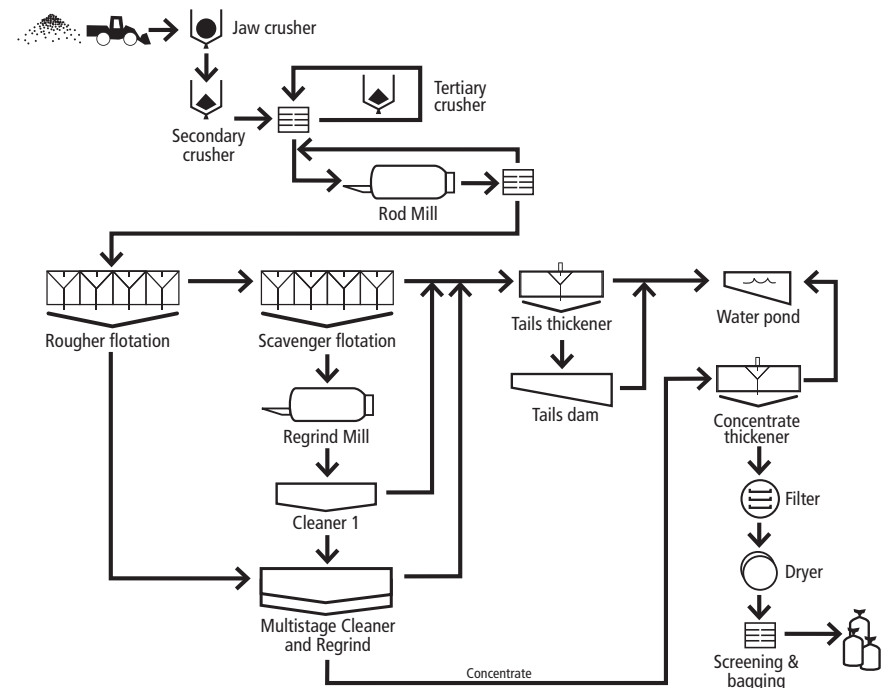 Jaw crusher
Tertiary
crusher
Secondary
crusher
Rod Mill
Rougher flotation
Scavenger flotation
Tails thickener
Water pond
Tails dam
Concentrate
thickener
Regrind Mill
Filter
Cleaner 1
Dryer
Multistage Cleaner
and Regrind
Concentrate
Screening &
bagging